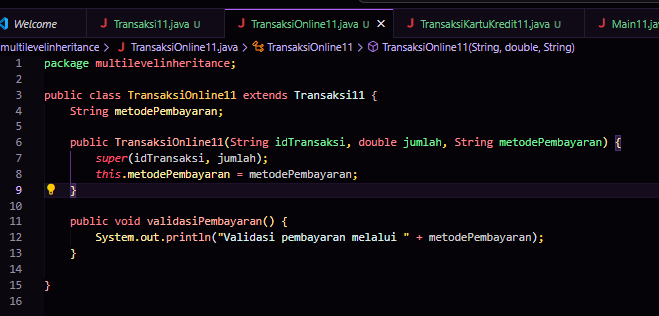 Welcome
J Transaksi11.java U
J TransaksiOnline11.java U
J TransaksiKartuKredit11.java U
J Main11.jav
multilevelinheritance > J TransaksiOnline11.java > TransaksiOnline11 > TransaksiOnline11(String, double, String)
1 package multilevelinheritance;
2
3 public class TransaksiOnline11 extends Transaksi11 {
4 String metodePembayaran;
5
6 public TransaksiOnline11(String idTransaksi, double jumlah, String metodePembayaran) {
7 super(idTransaksi, jumlah);
8 this.metodePembayaran = metodePembayaran;
9 }
10
11 public void validasiPembayaran() {
12 System.out.println("Validasi pembayaran melalui " + metodePembayaran);
13 }
14
15 }
16